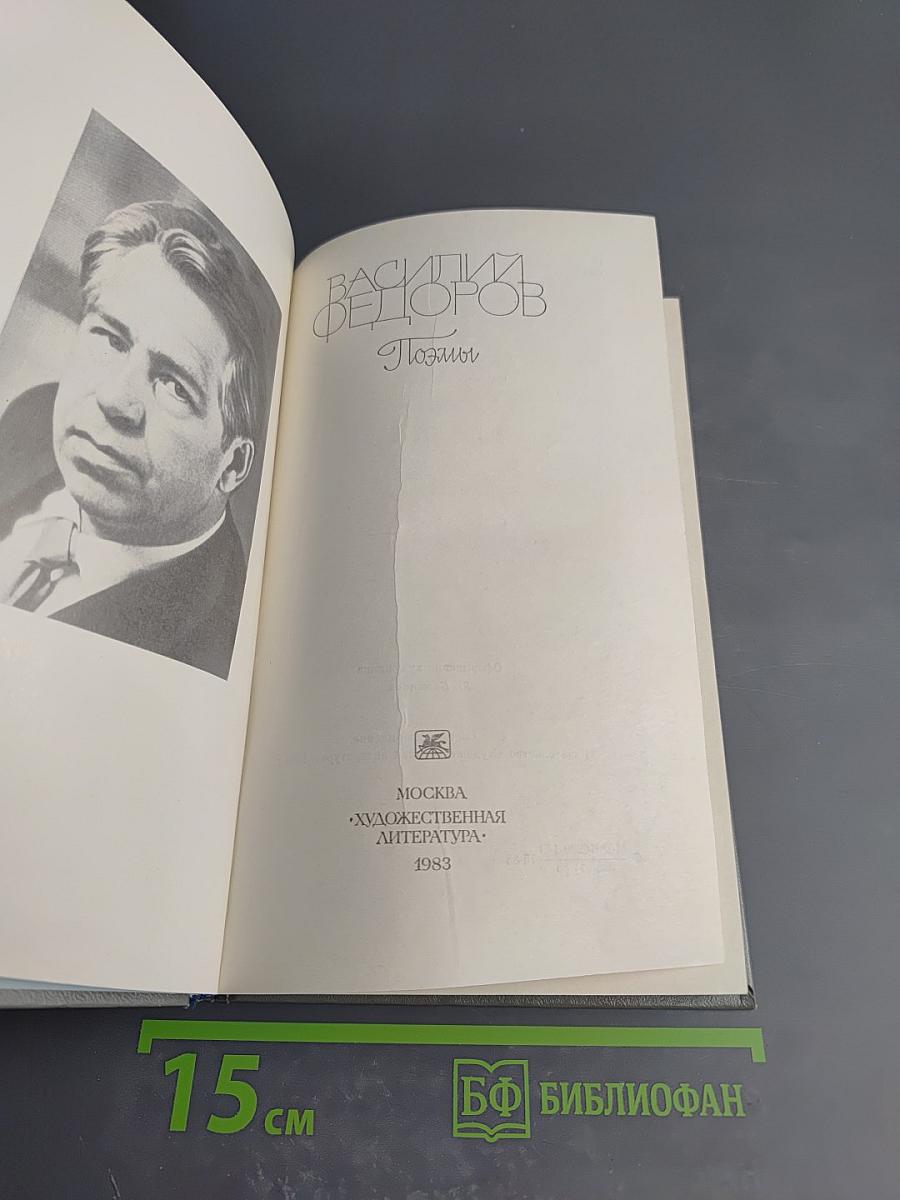 ВАСИЛИЙ
ФЕДОРОВ
Поэмы
МОСКВА
«ХУДОЖЕСТВЕННАЯ
ЛИТЕРАТУРА»
1983
15 см
БФ БИБЛИОФАН